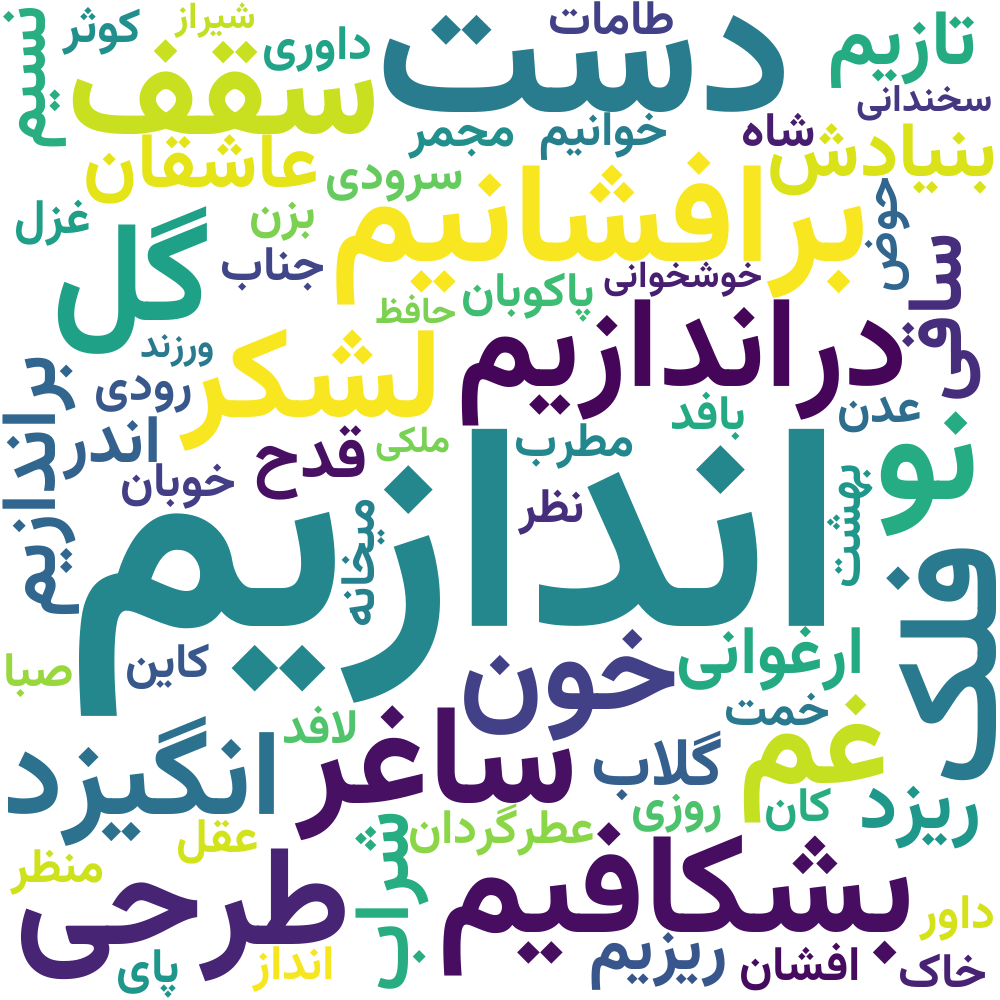 شیراز
طامات
کوثر
نسیم
داوری
دست
تازیم
سقف
سخندانی
مجمر
خوانیم
شاه
بنیادش
عاشقان
سرودی
برافشانیم
حوض
غزل
بزن
گل
جناب
پاکوبان
خوشخوانی
ساقی
حافظ
لشکر
دراندازیم
ورزند
رودی
براندازیم
بافد
عدن
اندر
قدح
ملکی
مطرب
نو
خوبان
نظر
بهشت
میخانه
اندازیم
فلک
صبا
کاین
خون
ارغوانی
لافد
خمت
غم
انگیزد
ساغر
گلاب
ریزد
کان
روزی
عطرگردان
عقل
شراب
منظر
طرحی
بشکافیم
داور
پای
انداز
ریزیم
افشان
خاک